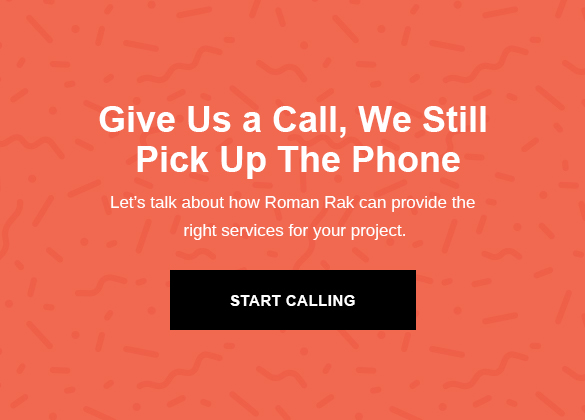 Give Us a Call, We Still
Pick Up The Phone
Let’s talk about how Roman Rak can provide the
right services for your project.
START CALLING